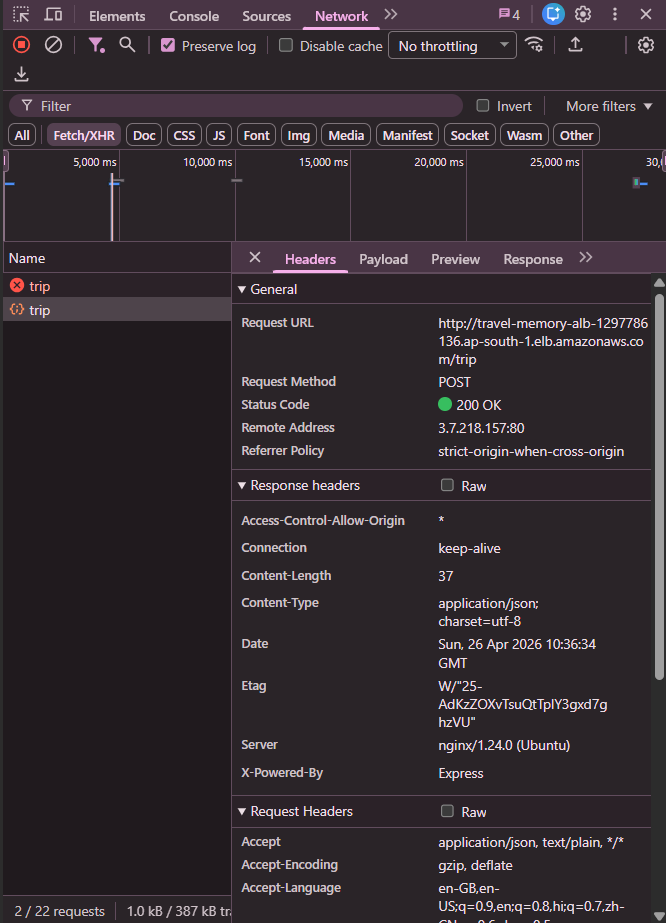 Elements Console Sources Network 4
Preserve log Disable cache No throttling
Filter Invert More filters
All Fetch/XHR Doc CSS JS Font Img Media Manifest Socket Wasm Other
5,000 ms 10,000 ms 15,000 ms 20,000 ms 25,000 ms 30,0
Name
trip
trip
Headers Payload Preview Response
General
Request URL http://travel-memory-alb-1297786
136.ap-south-1.elb.amazonaws.co
m/trip
Request Method POST
Status Code 200 OK
Remote Address 3.7.218.157:80
Referrer Policy strict-origin-when-cross-origin
Response headers Raw
Access-Control-Allow-Origin *
Connection keep-alive
Content-Length 37
Content-Type application/json;
charset=utf-8
Date Sun, 26 Apr 2026 10:36:34
GMT
Etag W/"25-
AdKzZOXvTsuQtTplY3gxd7g
hzVU"
Server nginx/1.24.0 (Ubuntu)
X-Powered-By Express
Request Headers Raw
Accept application/json, text/plain, */*
Accept-Encoding gzip, deflate
Accept-Language en-GB,en-
US;q=0.9,en;q=0.8,hi;q=0.7,zh-
2 / 22 requests 1.0 kB / 387 kB tra